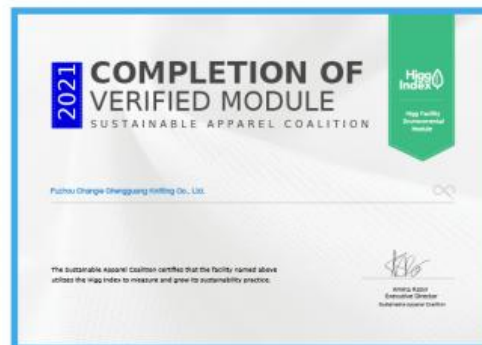 2021
COMPLETION OF
VERIFIED MODULE
SUSTAINABLE APPAREL COALITION
Higg
Index
Higg Facility
Environmental
Module
Fuzhou Changle Chengguang Knitting Co., Ltd.
The Sustainable Apparel Coalition certifies that the facility named above
utilizes the Higg Index to measure and grow its sustainability practice.
Executive Director
Sustainable Apparel Coalition